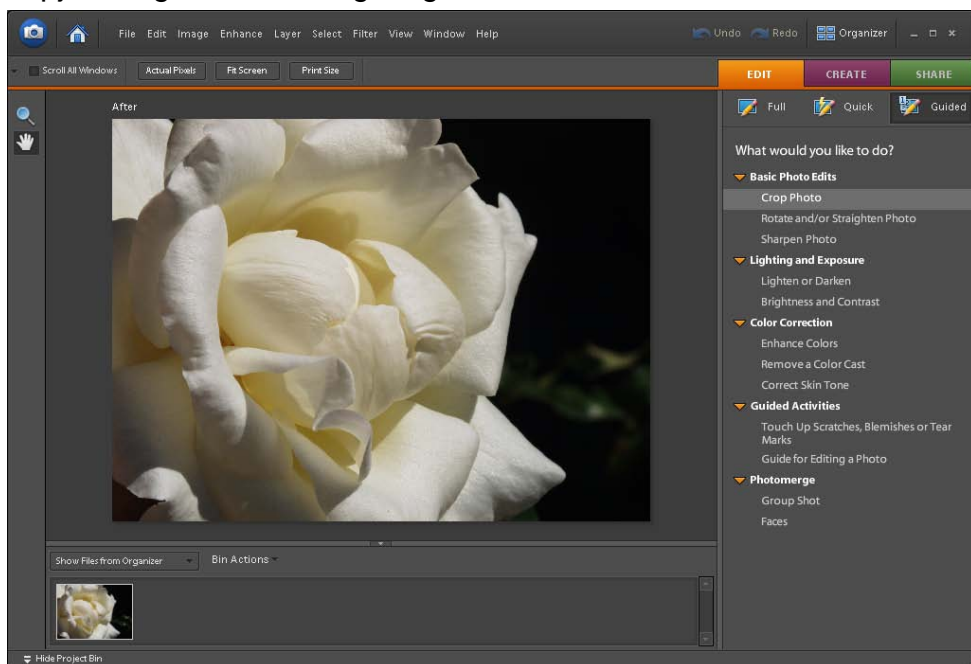 File Edit Image Enhance Layer Select Filter View Window Help
Undo Redo Organizer
Scroll All Windows Actual Pixels Fit Screen Print Size
EDIT CREATE SHARE
Full Quick Guided
After
What would you like to do?
Basic Photo Edits
Crop Photo
Rotate and/or Straighten Photo
Sharpen Photo
Lighting and Exposure
Lighten or Darken
Brightness and Contrast
Color Correction
Enhance Colors
Remove a Color Cast
Correct Skin Tone
Guided Activities
Touch Up Scratches, Blemishes or Tear
Marks
Guide for Editing a Photo
Photomerge
Group Shot
Faces
Show Files from Organizer Bin Actions
Hide Project Bin